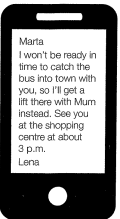 Marta
I won't be ready in
time to catch the
bus into town with
you, so i'll get a
lift there with Mum
instead. See you
at the shopping
centre at about
3 p.m.
Lena